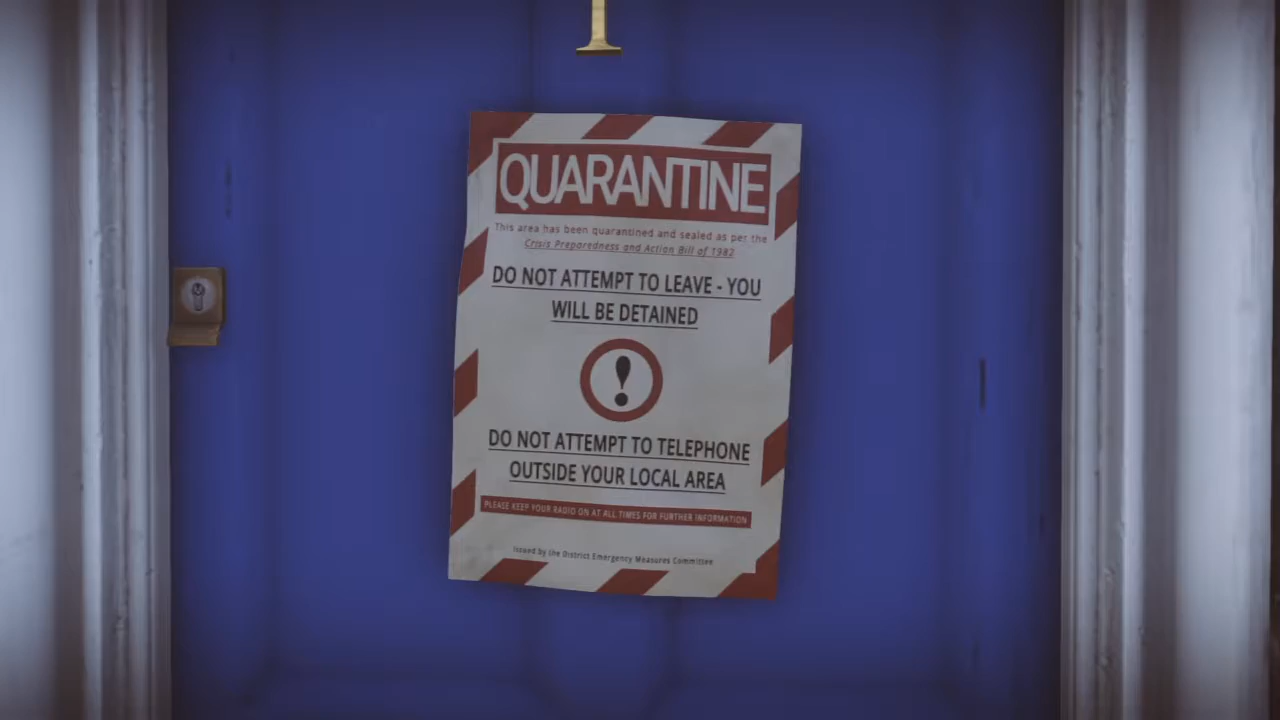 QUARANTINE
This area has been quarantined and sealed as per the
Crisis Preparedness and Action Bill of 1982
DO NOT ATTEMPT TO LEAVE - YOU
WILL BE DETAINED
!
DO NOT ATTEMPT TO TELEPHONE
OUTSIDE YOUR LOCAL AREA
PLEASE KEEP YOUR RADIO ON AT ALL TIMES FOR FURTHER INFORMATION
Issued by the District Emergency Measures Committee